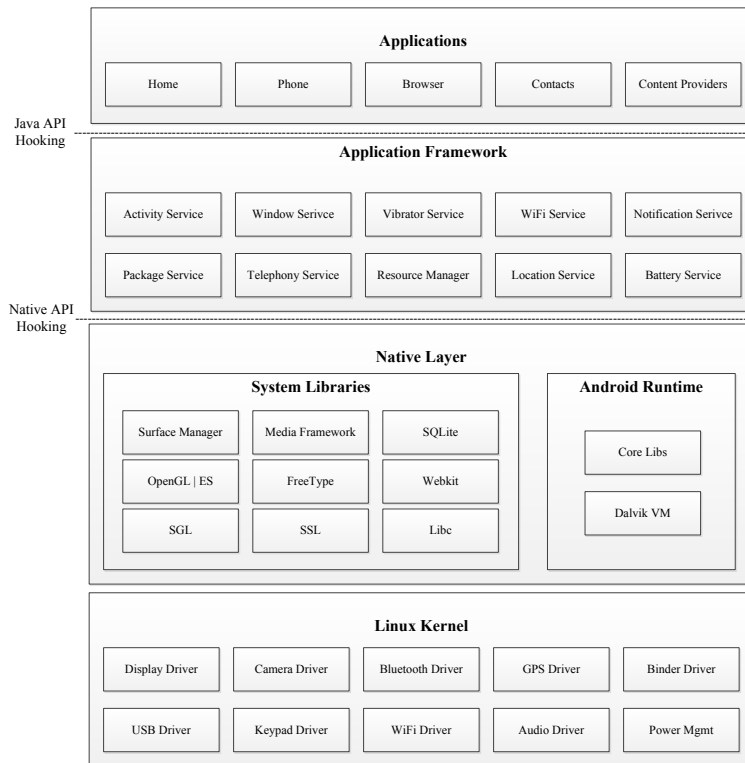 Applications
Home
Phone
Browser
Contacts
Content Providers
Java API
Hooking
Application Framework
Activity Service
Window Serivce
Vibrator Service
WiFi Service
Notification Serivce
Package Service
Telephony Service
Resource Manager
Location Service
Battery Service
Native API
Hooking
Native Layer
System Libraries
Android Runtime
Surface Manager
Media Framework
SQLite
Core Libs
OpenGL | ES
FreeType
Webkit
Dalvik VM
SGL
SSL
Libc
Linux Kernel
Display Driver
Camera Driver
Bluetooth Driver
GPS Driver
Binder Driver
USB Driver
Keypad Driver
WiFi Driver
Audio Driver
Power Mgmt